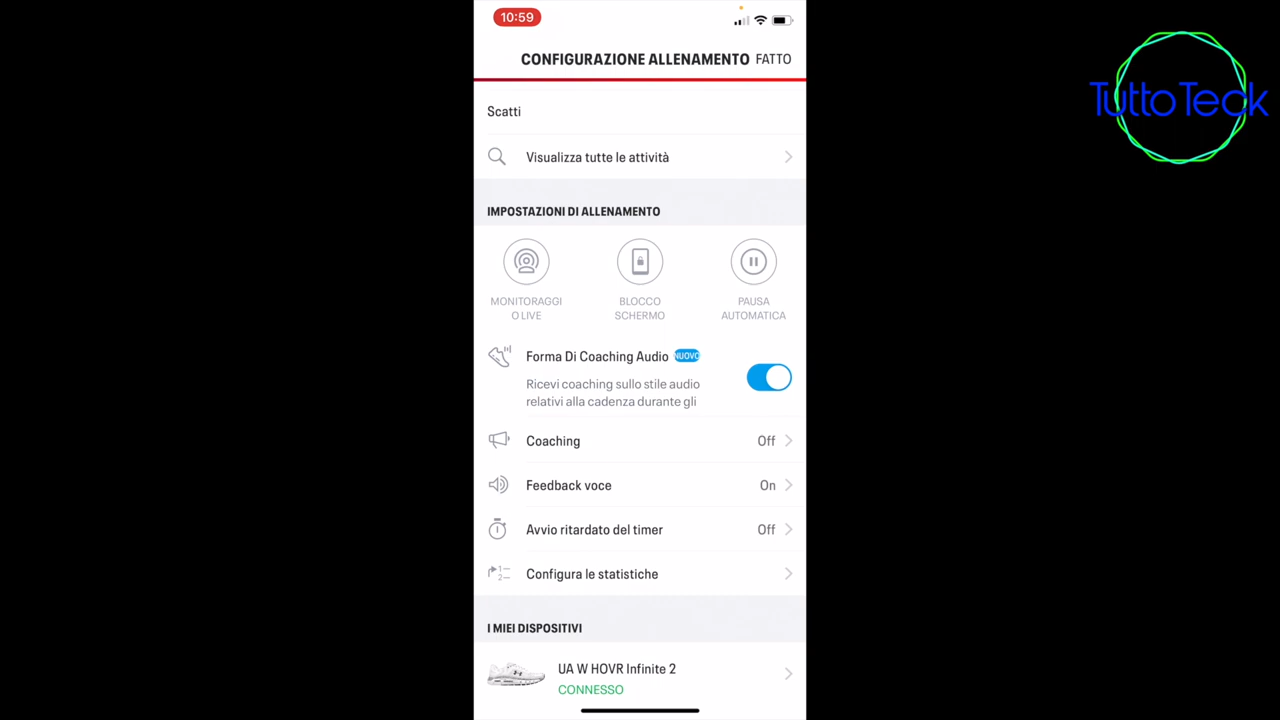 10:59
CONFIGURAZIONE ALLENAMENTO FATTO
TuttoTeck
Scatti
Visualizza tutte le attività
IMPOSTAZIONI DI ALLENAMENTO
MONITORAGGI
O LIVE
BLOCCO
SCHERMO
PAUSA
AUTOMATICA
Forma Di Coaching Audio NUOVO
Ricevi coaching sullo stile audio
relativi alla cadenza durante gli
Coaching Off
Feedback voce On
Avvio ritardato del timer Off
1
2
Configura le statistiche
I MIEI DISPOSITIVI
UA W HOVR Infinite 2
CONNESSO